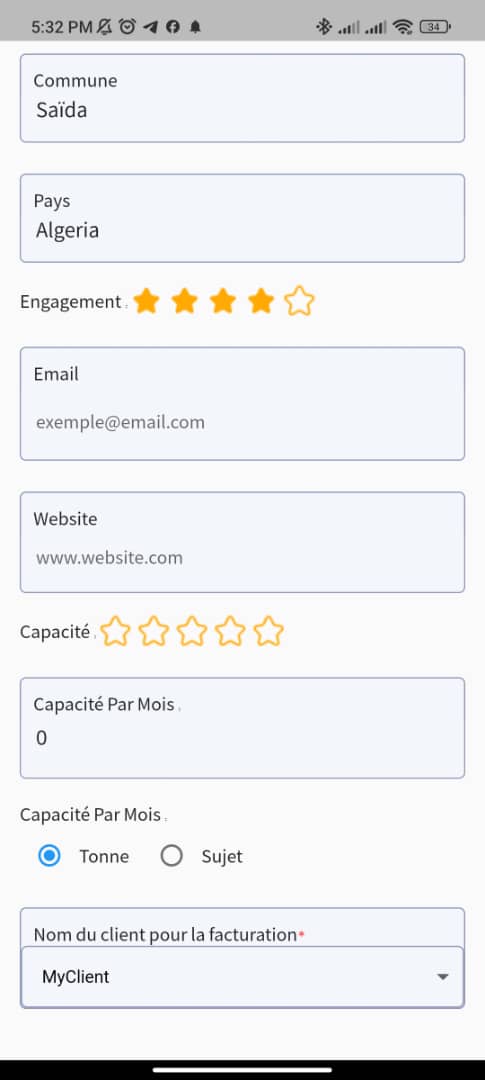 5:32 PM
34
Commune
Saïda
Pays
Algeria
Engagement :
Email
exemple@email.com
Website
www.website.com
Capacité :
Capacité Par Mois :
0
Capacité Par Mois :
Tonne Sujet
Nom du client pour la facturation*
MyClient